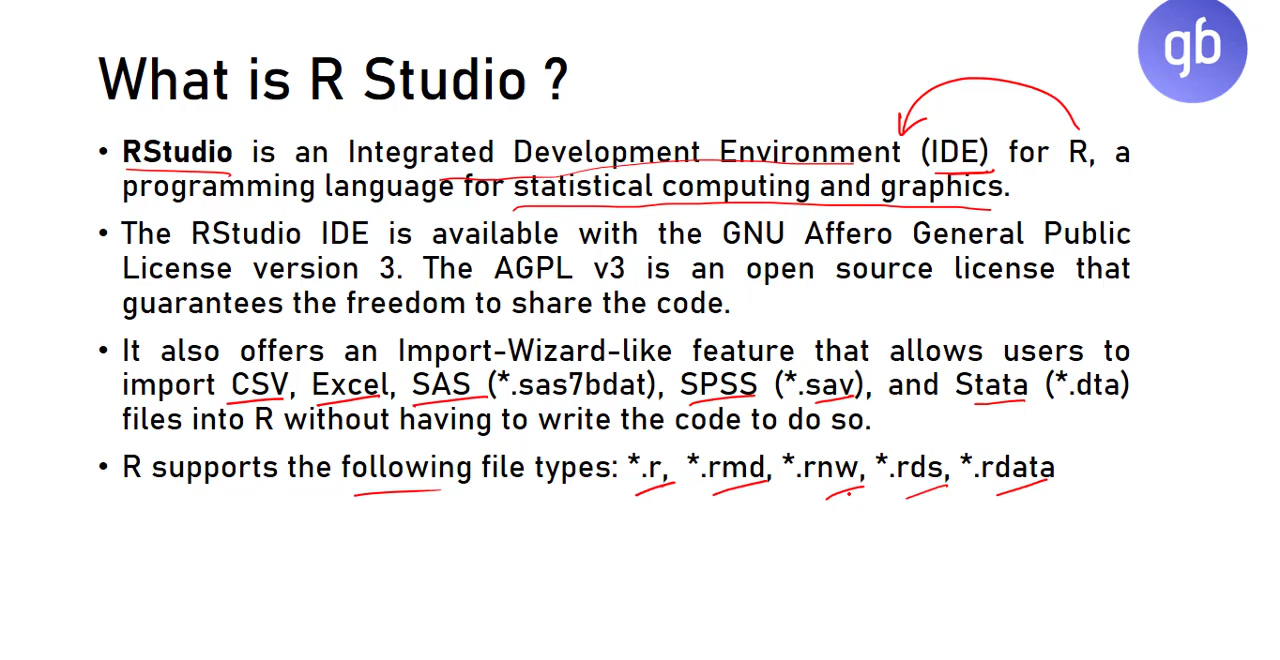 gb
What is R Studio ?
• RStudio is an Integrated Development Environment (IDE) for R, a
programming language for statistical computing and graphics.
• The RStudio IDE is available with the GNU Affero General Public
License version 3. The AGPL v3 is an open source license that
guarantees the freedom to share the code.
• It also offers an Import-Wizard-like feature that allows users to
import CSV, Excel, SAS (*.sas7bdat), SPSS (*.sav), and Stata (*.dta)
files into R without having to write the code to do so.
• R supports the following file types: *.r, *.rmd, *.rnw, *.rds, *.rdata